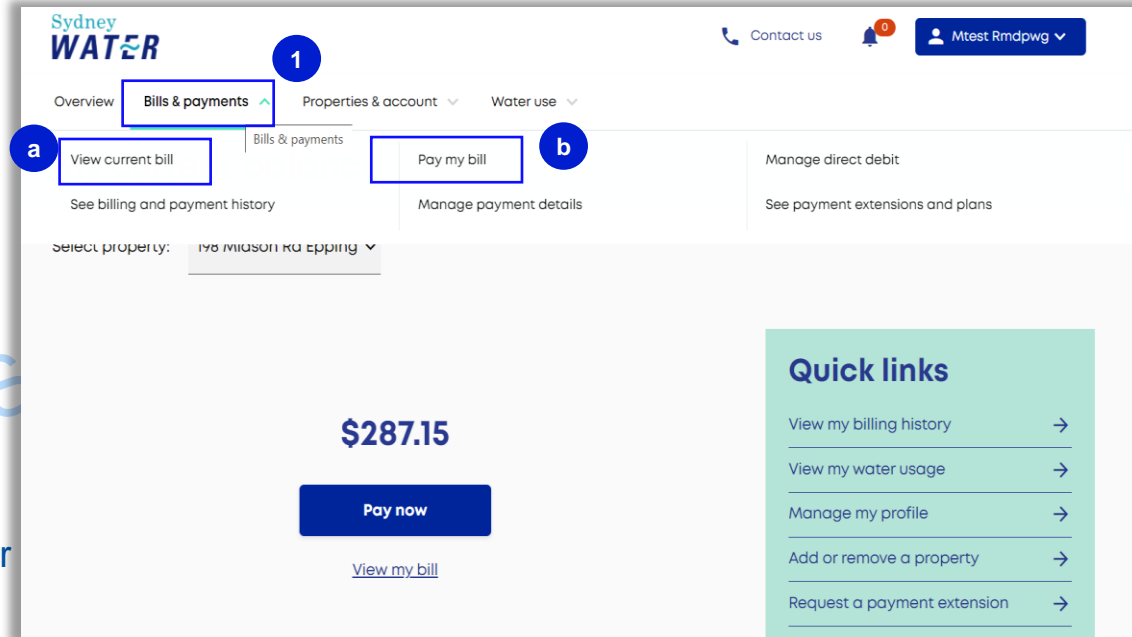 Sydney
WATER
Contact us
0
Mtest Rmdpwg
1
Overview
Bills & payments
Properties & account
Water use
Bills & payments
a
View current bill
Pay my bill
b
Manage direct debit
See billing and payment history
Manage payment details
See payment extensions and plans
Select property:
198 Midson Rd Epping
Quick links
$287.15
View my billing history
View my water usage
Pay now
Manage my profile
r
Add or remove a property
View my bill
Request a payment extension